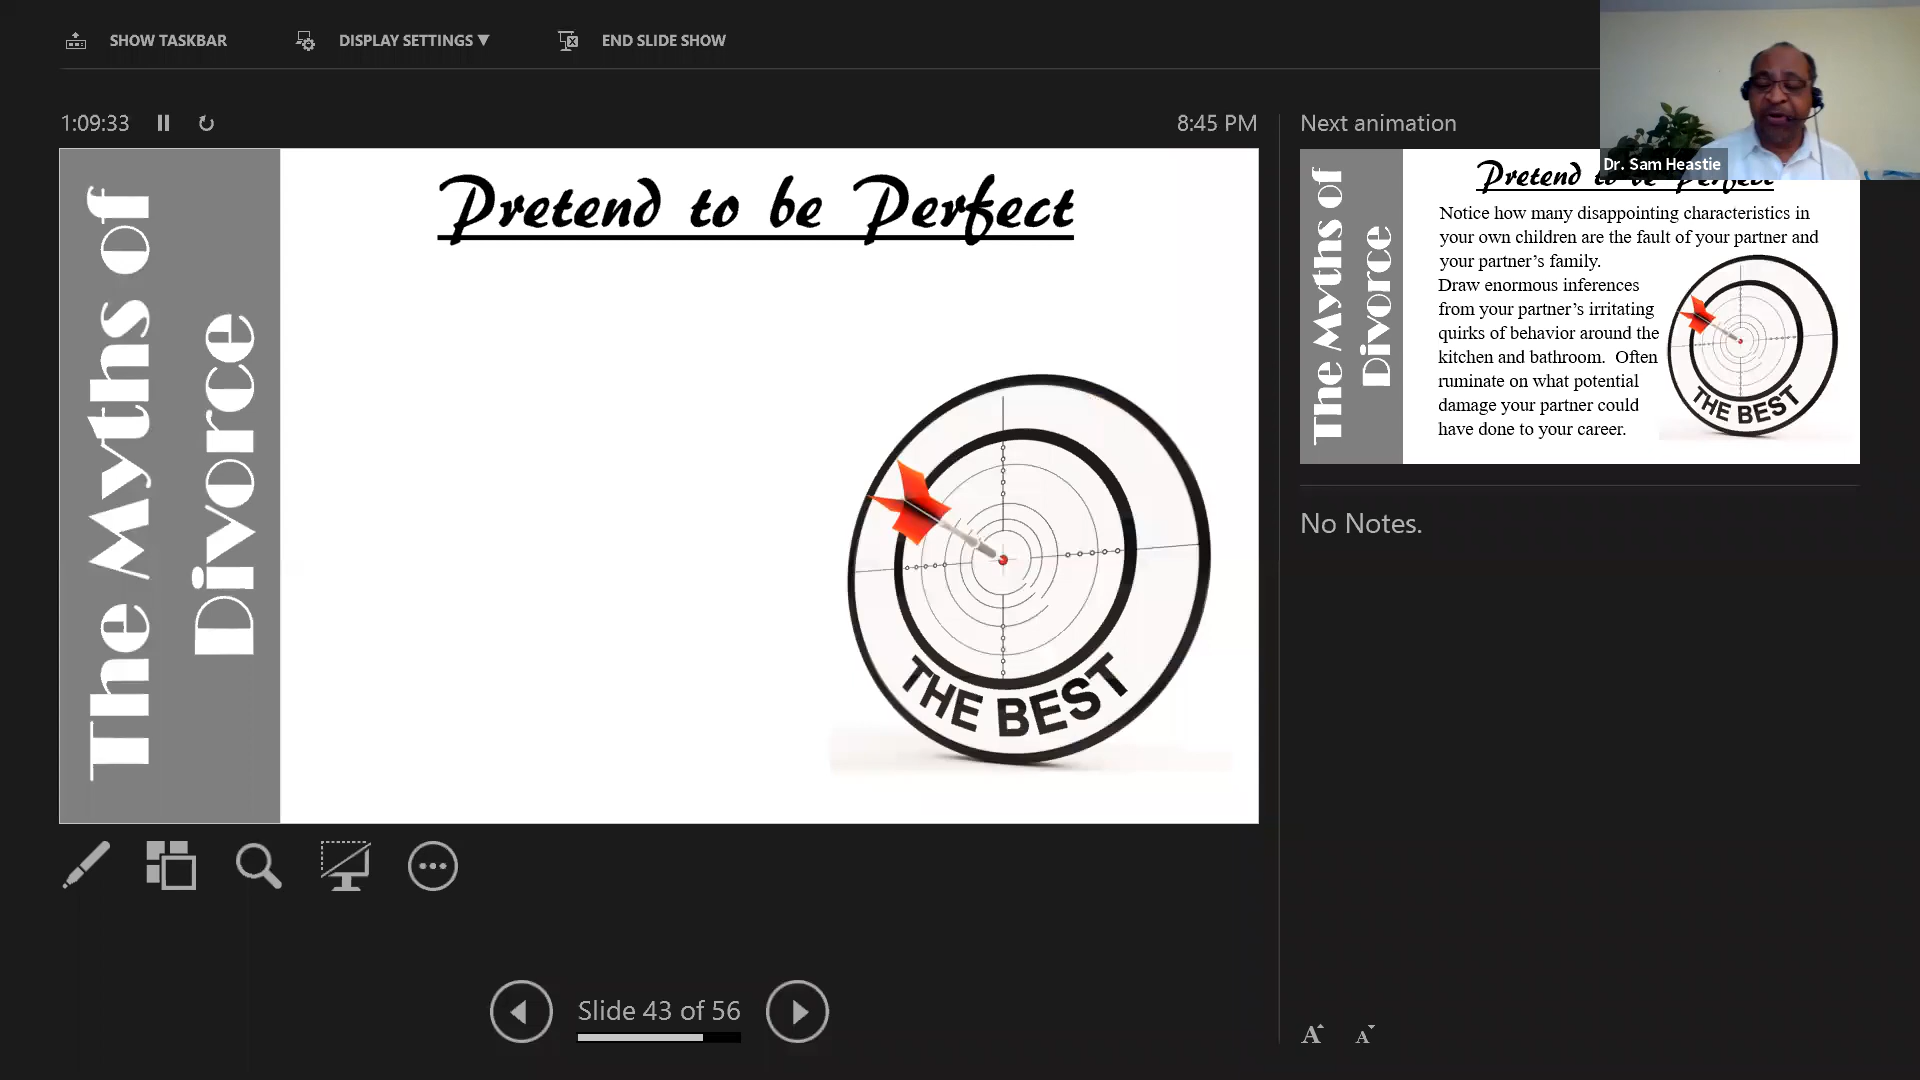 SHOW TASKBAR
DISPLAY SETTINGS ▼
END SLIDE SHOW
1:09:33
8:45 PM
The Myths of
Divorce
Pretend to be Perfect
THE BEST
Slide 43 of 56
Next animation
Dr. Sam Heastie
The Myths of
Divorce
Pretend to be Perfect
Notice how many disappointing characteristics in
your own children are the fault of your partner and
your partner’s family.
Draw enormous inferences
from your partner’s irritating
quirks of behavior around the
kitchen and bathroom.  Often
ruminate on what potential
damage your partner could
have done to your career.
THE BEST
No Notes.
A A